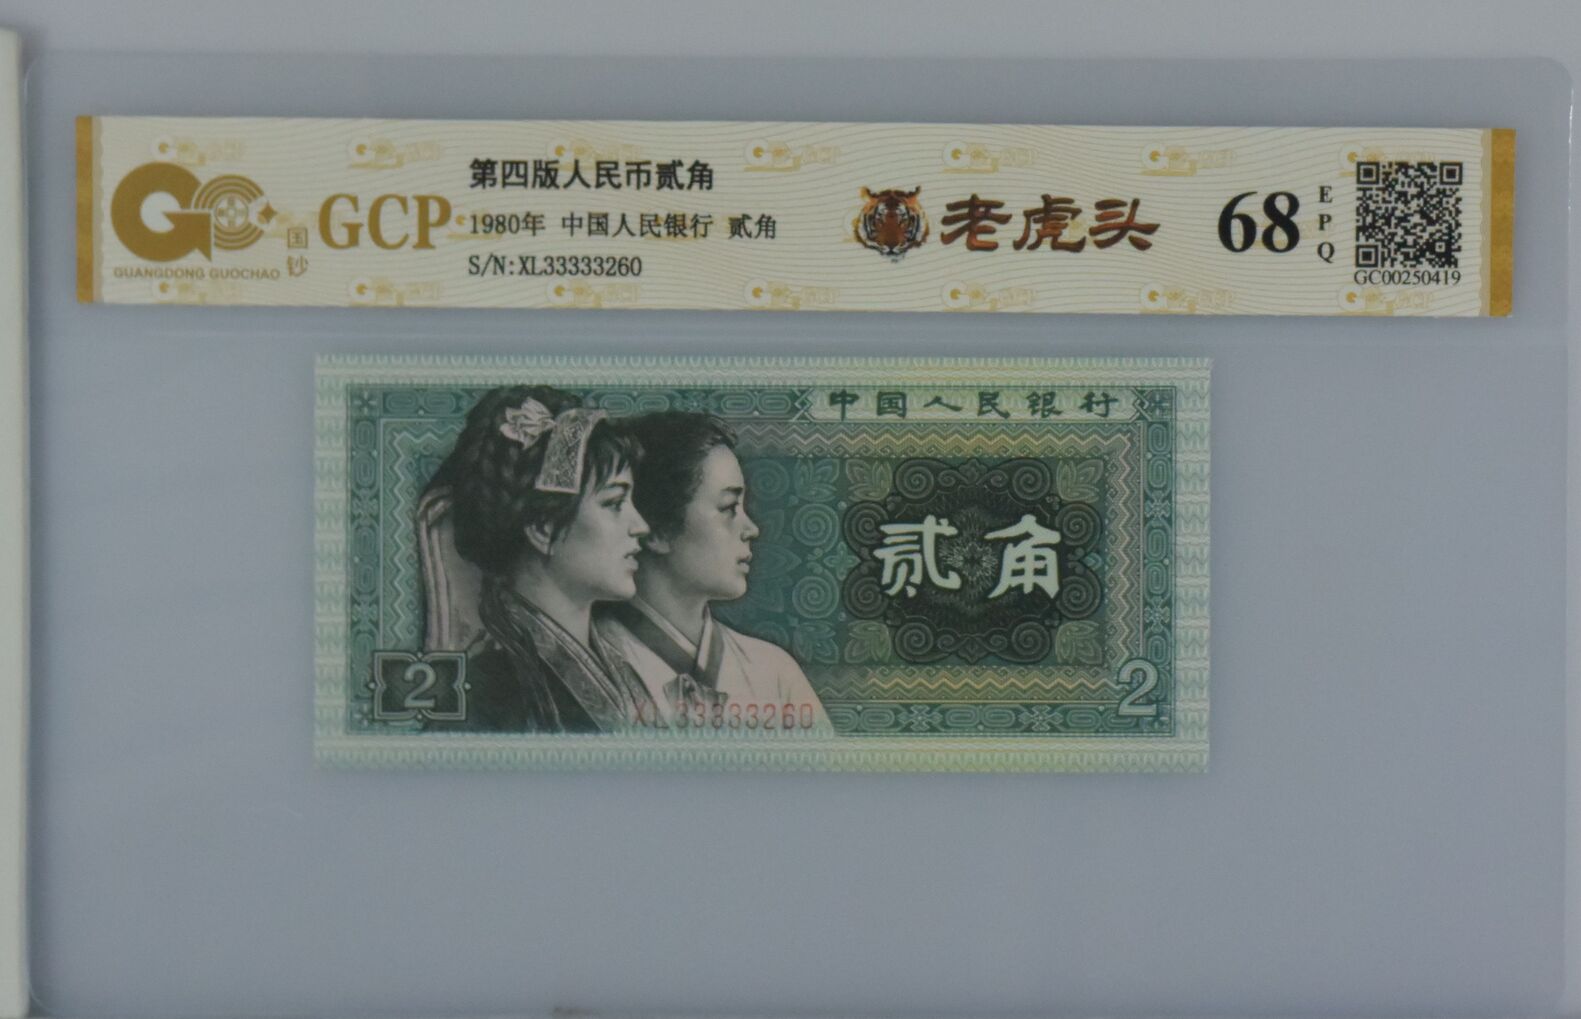 GUANGDONG GUOCHAO
国钞
GCP
第四版人民币贰角
1980年 中国人民银行 贰角
S/N:XL33333260
老虎头
68
EPQ
GC00250419
中国人民银行
贰角
2
2
XL33333260